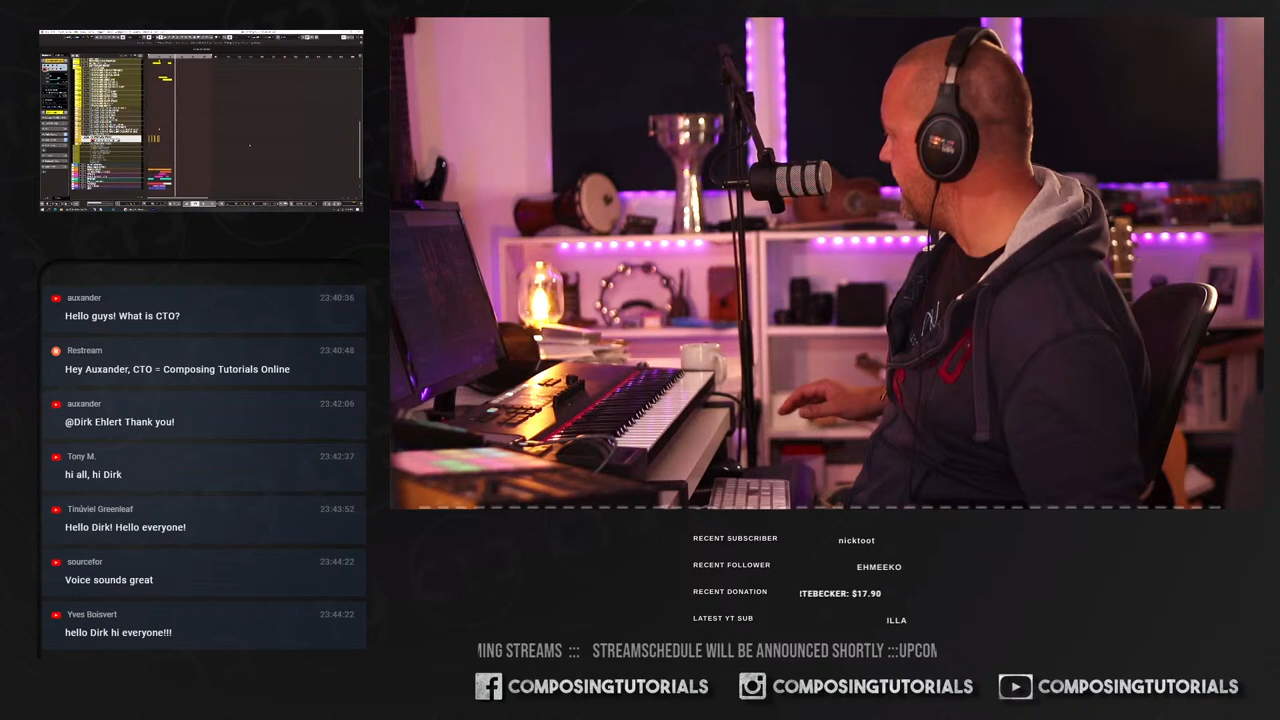 auxander 23:40:36
Hello guys! What is CTO?
Restream 23:40:48
Hey Auxander, CTO = Composing Tutorials Online
auxander 23:42:06
@Dirk Ehlert Thank you!
Tony M. 23:42:37
hi all, hi Dirk
Tinúviel Greenleaf 23:43:52
Hello Dirk! Hello everyone!
sourcefor 23:44:22
Voice sounds great
Yves Boisvert 23:44:22
hello Dirk hi everyone!!!
RECENT SUBSCRIBER nicktoot
RECENT FOLLOWER EHMEEKO
RECENT DONATION ITEBECKER: $17.90
LATEST YT SUB ILLA
MING STREAMS ::: STREAMSCHEDULE WILL BE ANNOUNCED SHORTLY :::UPCOM
COMPOSINGTUTORIALS COMPOSINGTUTORIALS COMPOSINGTUTORIALS